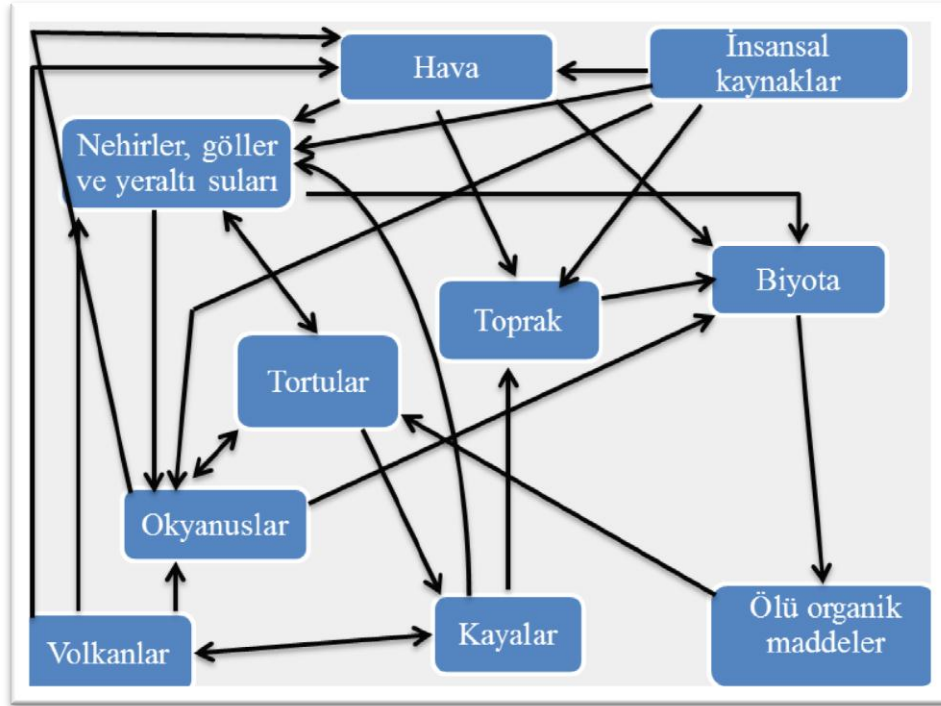 Hava
İnsansal
kaynaklar
Nehirler, göller
ve yeraltı suları
Biyota
Toprak
Tortular
Okyanuslar
Kayalar
Ölü organik
maddeler
Volkanlar